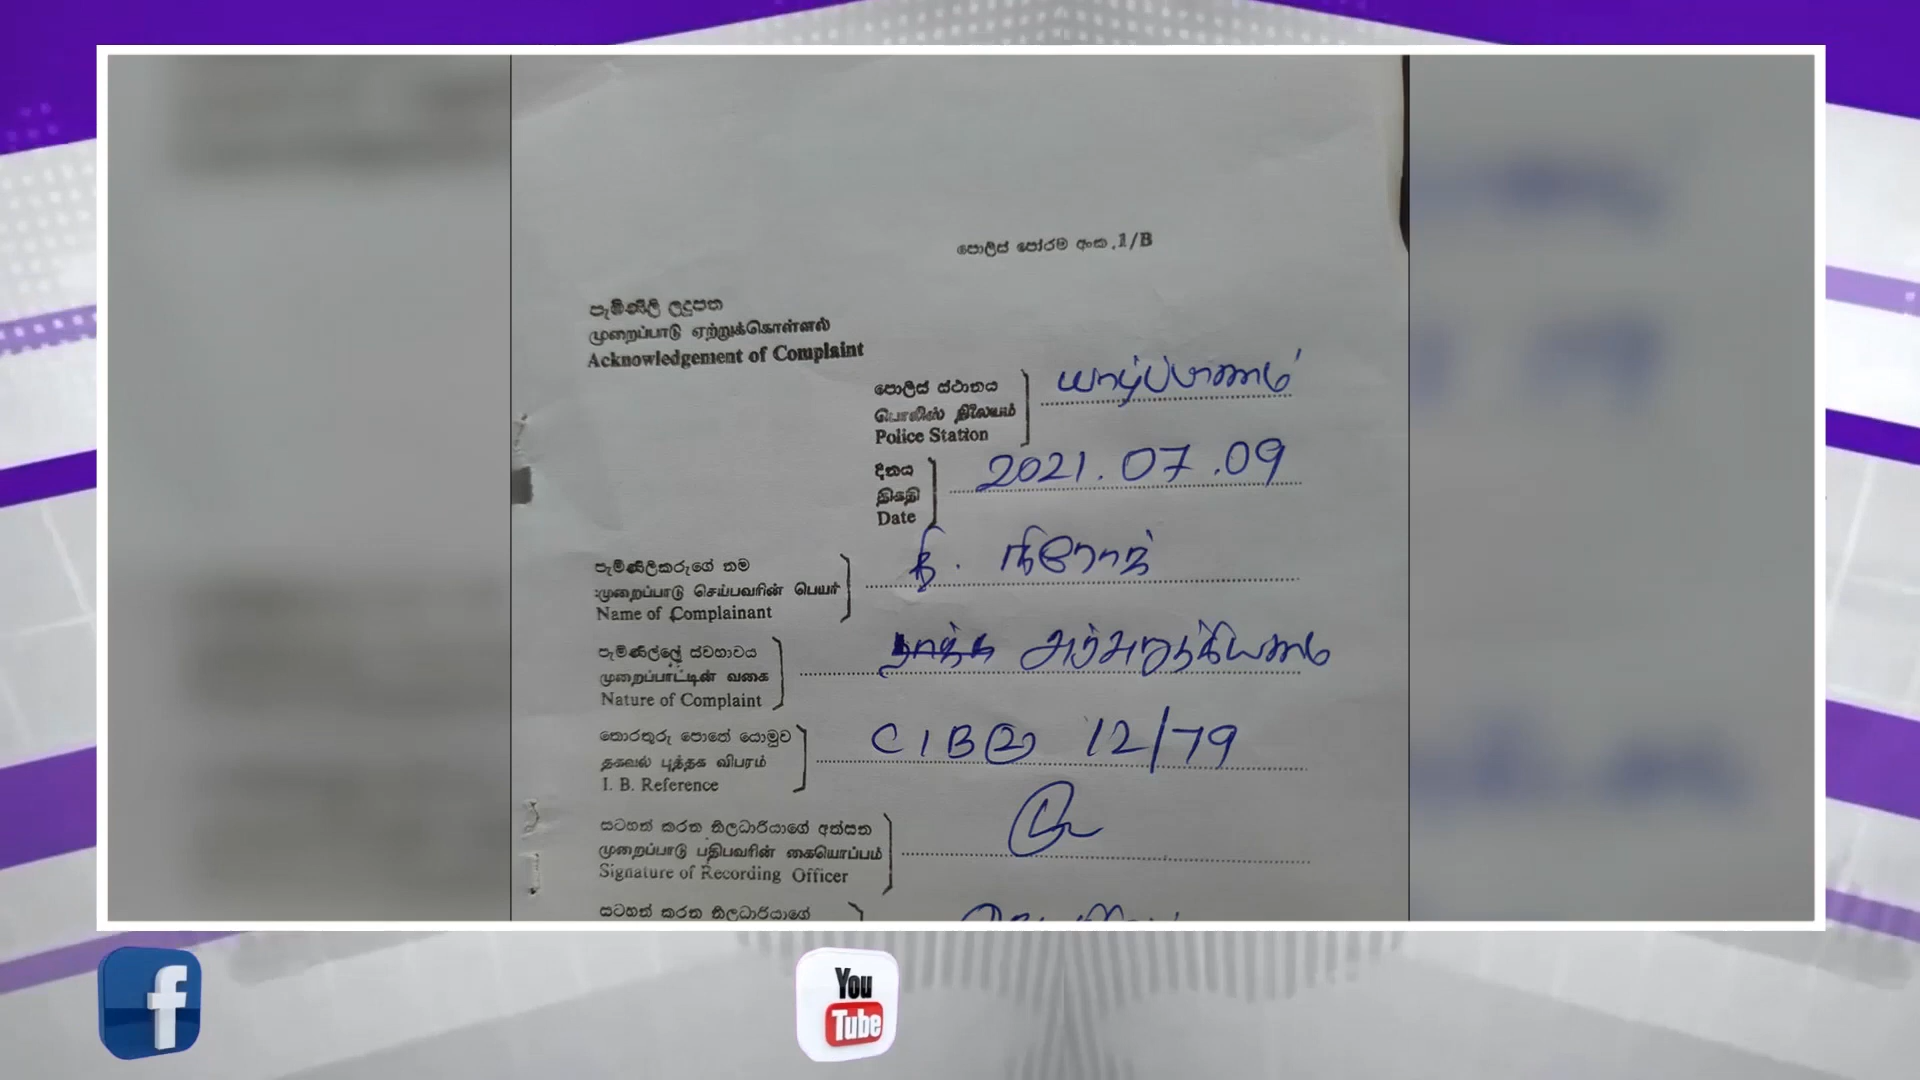 පොලිස් පෝරම අංක.1/B
පැමිණිලි ලදුපත
முறைப்பாடு ஏற்றுக்கொள்ளல்
Acknowledgement of Complaint
පොලිස් ස්ථානය
பொலிஸ் நிலையம்
Police Station
யாழ்ப்பாணம்
දිනය
திகதி
Date
2021.07.09
පැමිණිලිකරුගේ නම
முறைப்பாடு செய்பவரின் பெயர்
Name of Complainant
நிரோஜ்
පැමිණිල්ලේ ස්වභාවය
முறைப்பாட்டின் வகை
Nature of Complaint
තොරතුරු පොතේ යොමුව
தகவல் புத்தக விபரம்
I. B. Reference
CIB 12/79
සටහන් කරන නිලධාරියාගේ අත්සන
முறைப்பாடு பதிபவரின் கையொப்பம்
Signature of Recording Officer
සටහන් කරන නිලධාරියාගේ
f
You
Tube